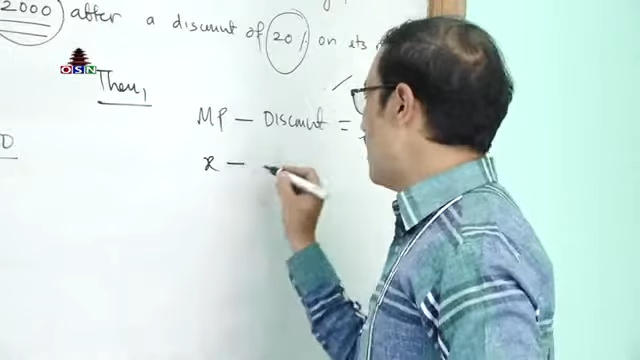 2000 after a discount of 20% on its
OSN
Then,
MP — Discount =
D
x —